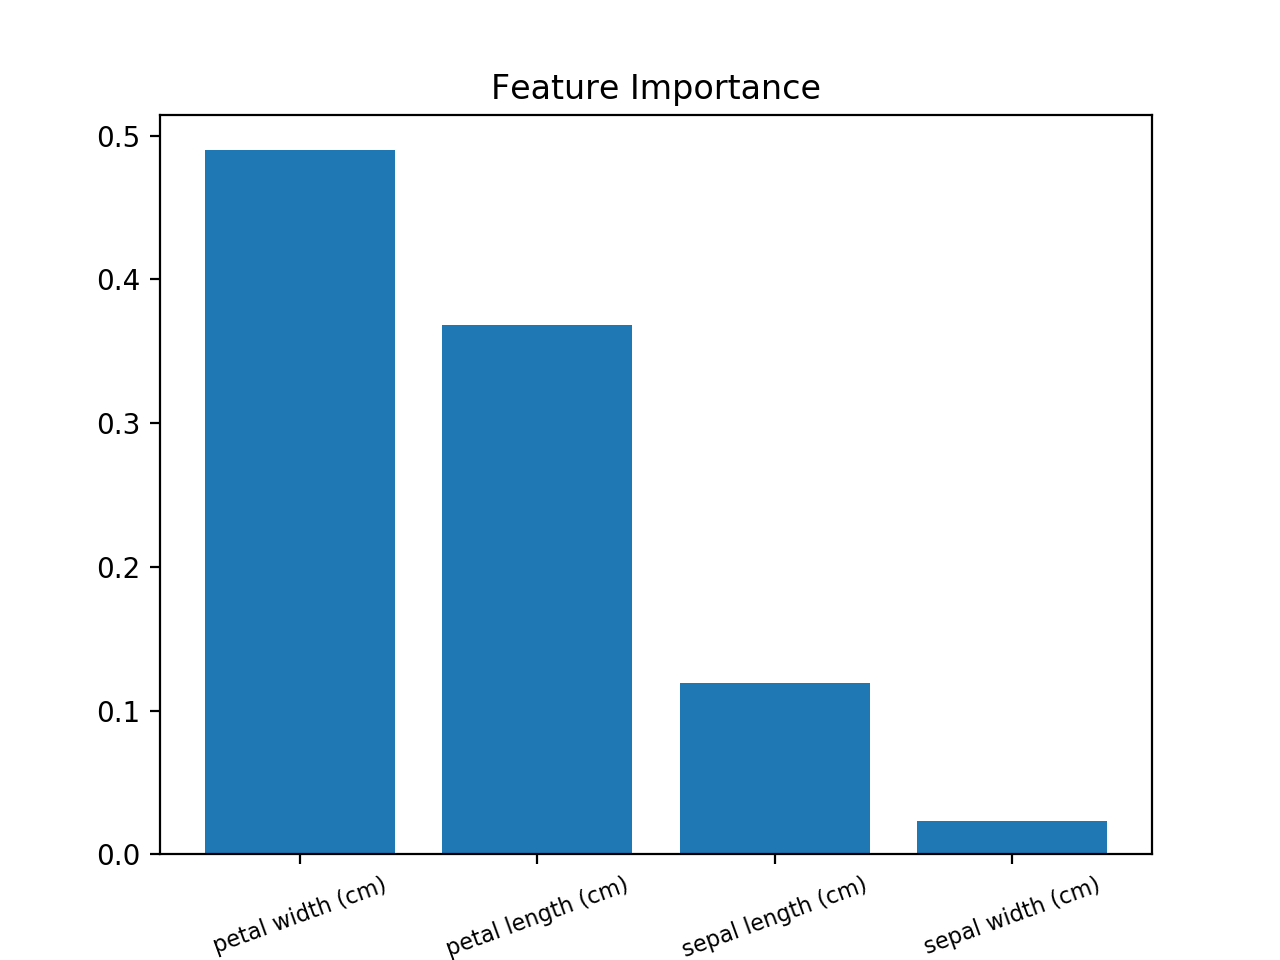 Feature Importance
0.5
0.4
0.3
0.2
0.1
0.0
petal width (cm)
petal length (cm)
sepal length (cm)
sepal width (cm)